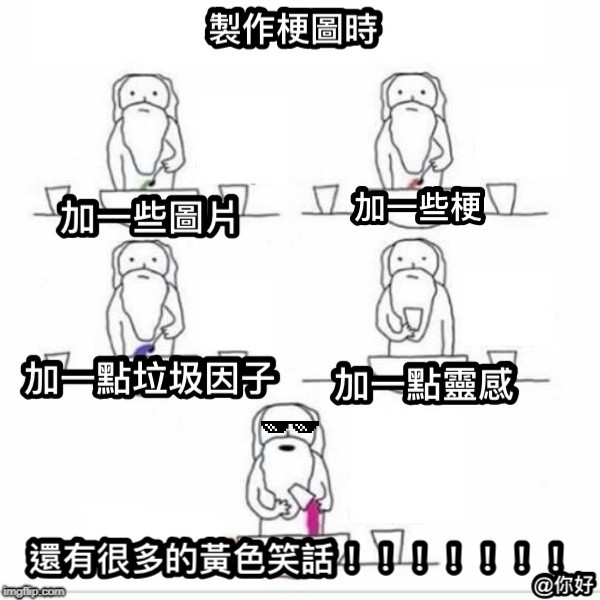 製作梗圖時
加一些圖片
加一些梗
加一點垃圾因子
加一點靈感
還有很多的黃色笑話！！！！！！！
@你好
imgflip.com